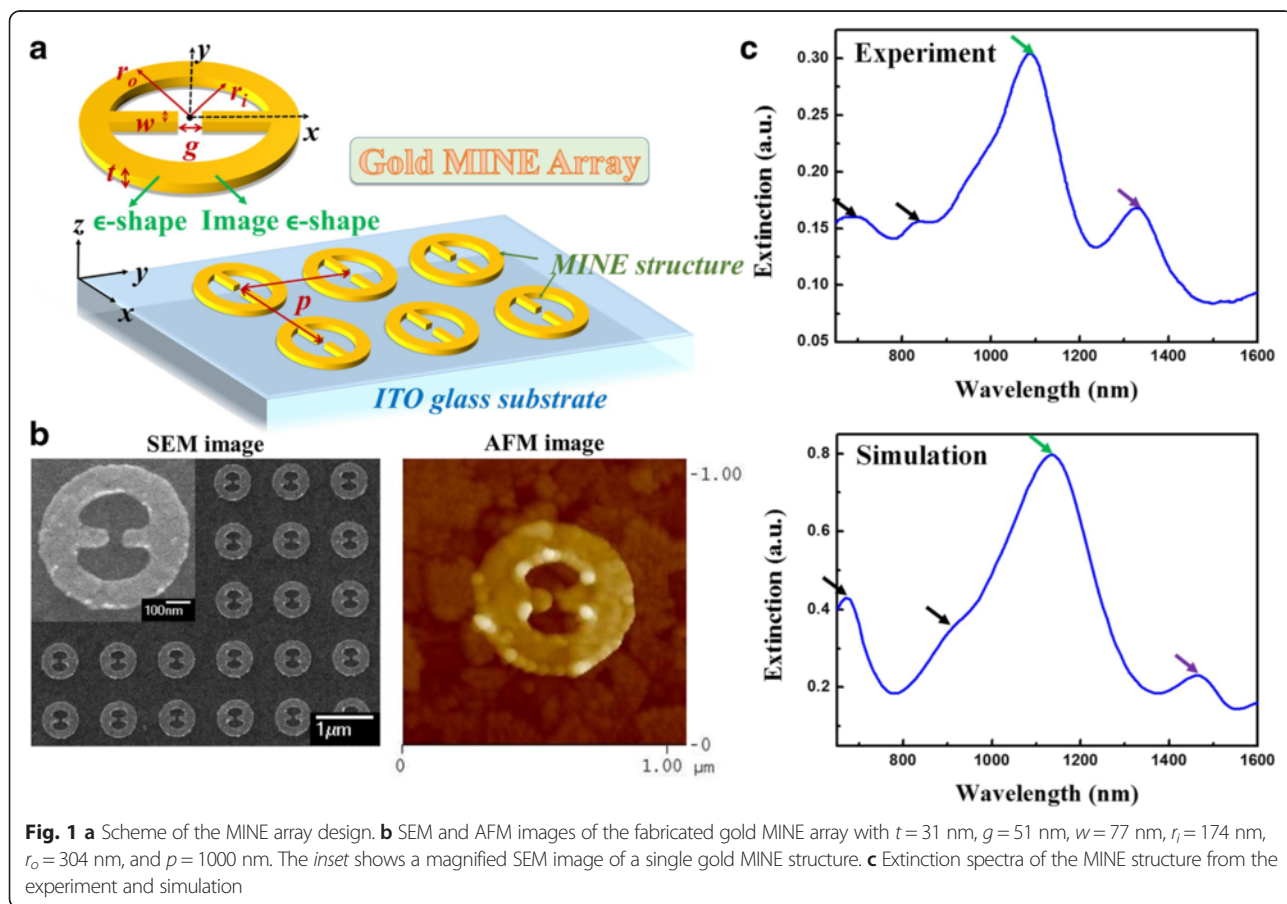 a
y
r_o
r_i
w
x
g
t
ϵ-shape Image ϵ-shape
Gold MINE Array
z
y
x
p
MINE structure
ITO glass substrate
b
SEM image
100nm
1μm
AFM image
1.00
0
0
1.00 μm
c
Experiment
Extinction (a.u.)
0.30
0.25
0.20
0.15
0.10
0.05
800 1000 1200 1400 1600
Wavelength (nm)
Simulation
Extinction (a.u.)
0.8
0.6
0.4
0.2
800 1000 1200 1400 1600
Wavelength (nm)
Fig. 1 a Scheme of the MINE array design. b SEM and AFM images of the fabricated gold MINE array with t = 31 nm, g = 51 nm, w = 77 nm, r_i = 174 nm,
r_o = 304 nm, and p = 1000 nm. The inset shows a magnified SEM image of a single gold MINE structure. c Extinction spectra of the MINE structure from the
experiment and simulation